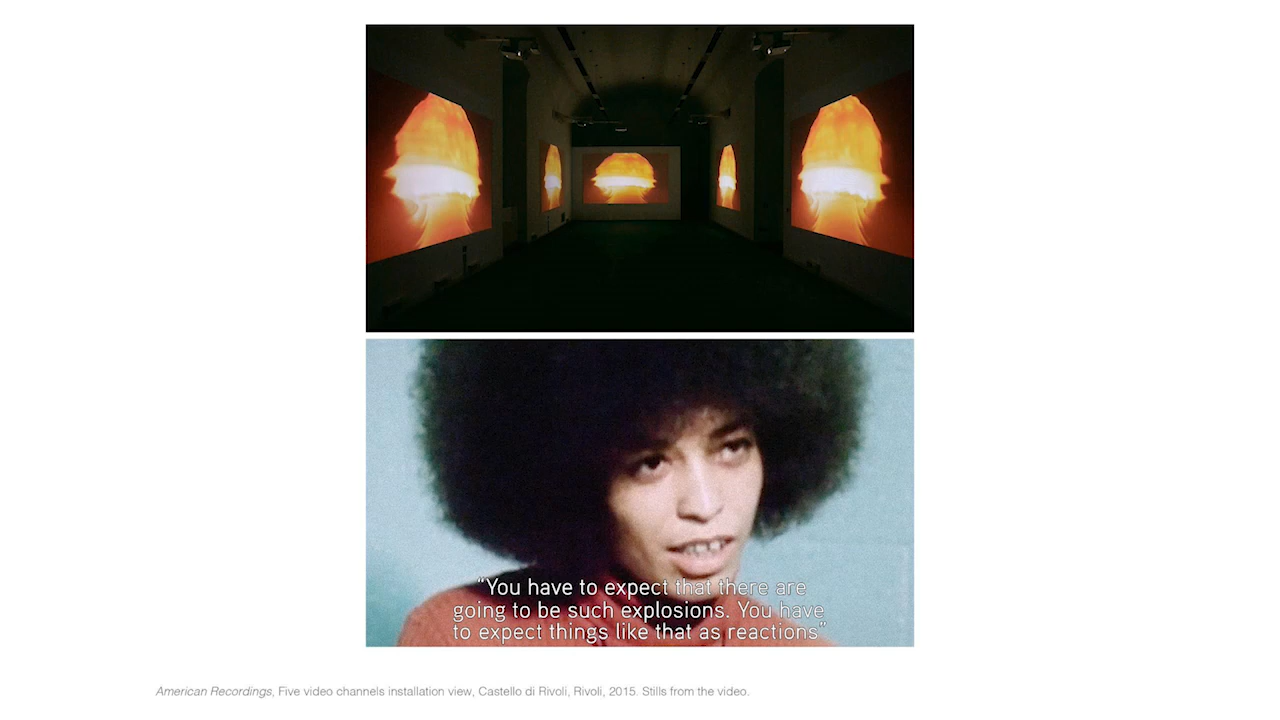 “You have to expect that there are
going to be such explosions. You have
to expect things like that as reactions”
American Recordings, Five video channels installation view, Castello di Rivoli, Rivoli, 2015. Stills from the video.